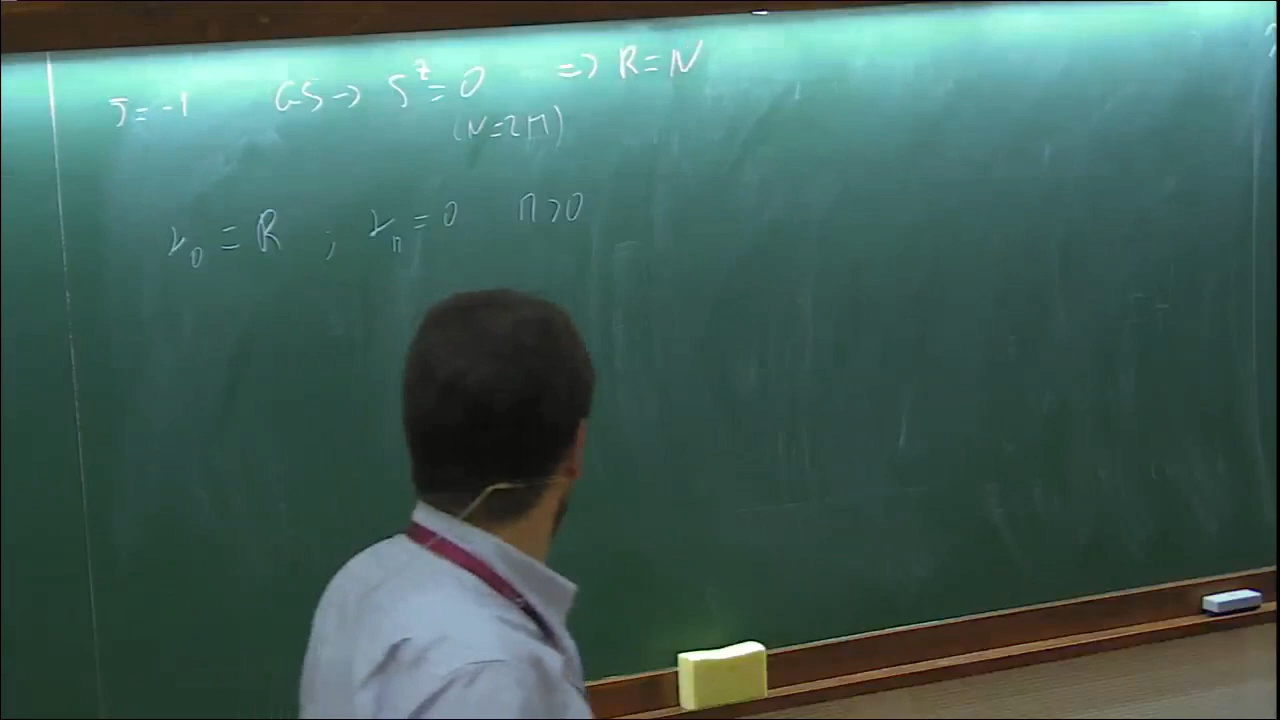 J = -1 GS → S^z = 0 ⇒ R = N
(N = 2M)
ν_0 = R ; ν_n = 0 n > 0